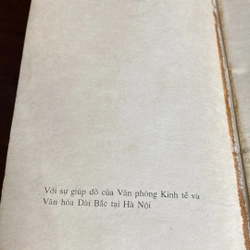 Với sự giúp đỡ của Văn phòng Kinh tế và
Văn hóa Đài Bắc tại Hà Nội